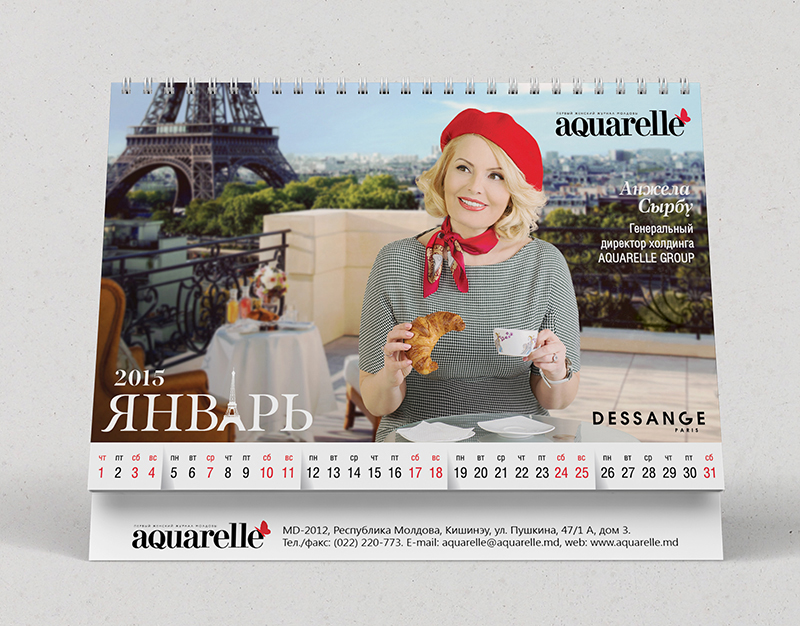 ПЕРВЫЙ ЖЕНСКИЙ ЖУРНАЛ МОЛДОВЫ
aquarelle
Анжела
Сырбу
Генеральный
директор холдинга
AQUARELLE GROUP
2015
ЯНВАРЬ
DESSANGE
PARIS
чт пт сб вс пн вт ср чт пт сб вс пн вт ср чт пт сб вс пн вт ср чт пт сб вс пн вт ср чт пт сб
1 2 3 4 5 6 7 8 9 10 11 12 13 14 15 16 17 18 19 20 21 22 23 24 25 26 27 28 29 30 31
ПЕРВЫЙ ЖЕНСКИЙ ЖУРНАЛ МОЛДОВЫ
aquarelle
MD-2012, Республика Молдова, Кишинэу, ул. Пушкина, 47/1 А, дом 3.
Тел./факс: (022) 220-773. E-mail: aquarelle@aquarelle.md, web: www.aquarelle.md